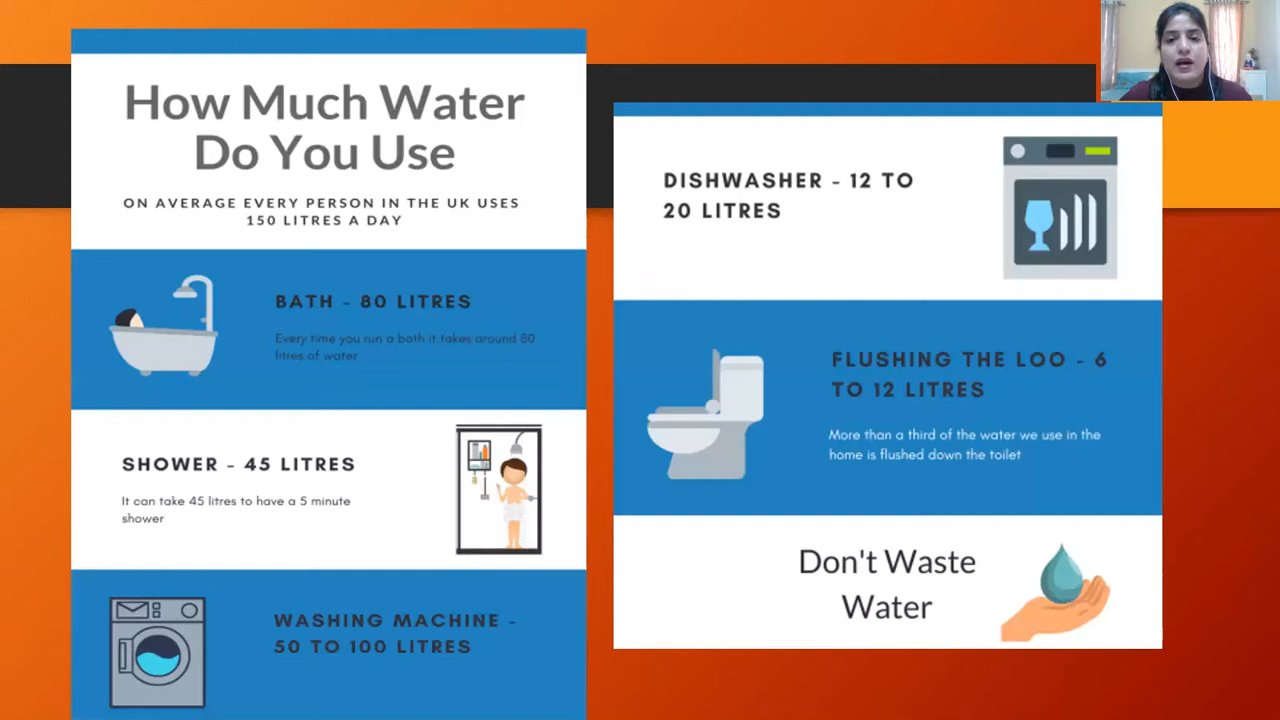 How Much Water
Do You Use
ON AVERAGE EVERY PERSON IN THE UK USES
150 LITRES A DAY
BATH - 80 LITRES
Every time you run a bath it takes around 80
litres of water
SHOWER - 45 LITRES
It can take 45 litres to have a 5 minute
shower
WASHING MACHINE -
50 TO 100 LITRES
DISHWASHER - 12 TO
20 LITRES
FLUSHING THE LOO - 6
TO 12 LITRES
More than a third of the water we use in the
home is flushed down the toilet
Don't Waste
Water